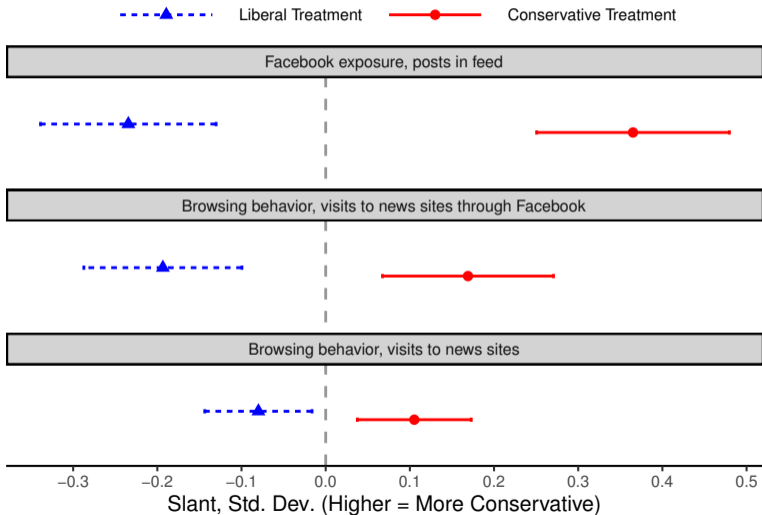 Liberal Treatment Conservative Treatment
Facebook exposure, posts in feed
Browsing behavior, visits to news sites through Facebook
Browsing behavior, visits to news sites
−0.3 −0.2 −0.1 0.0 0.1 0.2 0.3 0.4 0.5
Slant, Std. Dev. (Higher = More Conservative)